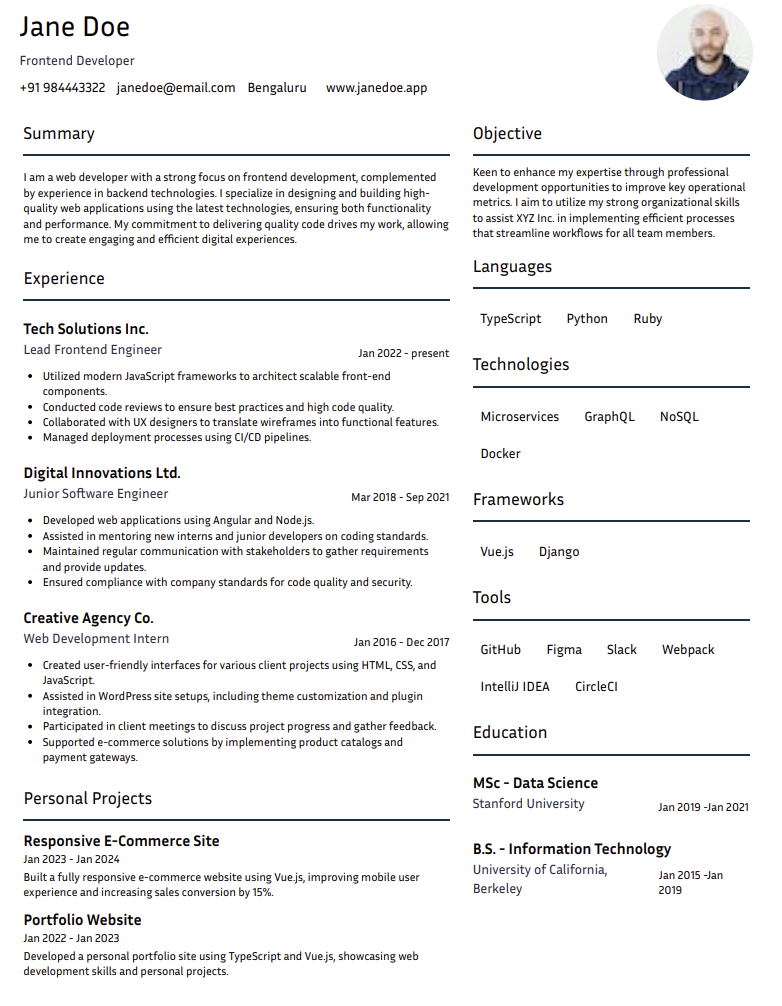 Jane Doe
Frontend Developer
+91 984443322 janedoe@email.com Bengaluru www.janedoe.app
Summary
I am a web developer with a strong focus on frontend development, complemented
by experience in backend technologies. I specialize in designing and building high-
quality web applications using the latest technologies, ensuring both functionality
and performance. My commitment to delivering quality code drives my work, allowing
me to create engaging and efficient digital experiences.
Experience
Tech Solutions Inc.
Lead Frontend Engineer
Jan 2022 - present
• Utilized modern JavaScript frameworks to architect scalable front-end
components.
• Conducted code reviews to ensure best practices and high code quality.
• Collaborated with UX designers to translate wireframes into functional features.
• Managed deployment processes using CI/CD pipelines.
Digital Innovations Ltd.
Junior Software Engineer
Mar 2018 - Sep 2021
• Developed web applications using Angular and Node.js.
• Assisted in mentoring new interns and junior developers on coding standards.
• Maintained regular communication with stakeholders to gather requirements
and provide updates.
• Ensured compliance with company standards for code quality and security.
Creative Agency Co.
Web Development Intern
Jan 2016 - Dec 2017
• Created user-friendly interfaces for various client projects using HTML, CSS, and
JavaScript.
• Assisted in WordPress site setups, including theme customization and plugin
integration.
• Participated in client meetings to discuss project progress and gather feedback.
• Supported e-commerce solutions by implementing product catalogs and
payment gateways.
Personal Projects
Responsive E-Commerce Site
Jan 2023 - Jan 2024
Built a fully responsive e-commerce website using Vue.js, improving mobile user
experience and increasing sales conversion by 15%.
Portfolio Website
Jan 2022 - Jan 2023
Developed a personal portfolio site using TypeScript and Vue.js, showcasing web
development skills and personal projects.
Objective
Keen to enhance my expertise through professional
development opportunities to improve key operational
metrics. I aim to utilize my strong organizational skills
to assist XYZ Inc. in implementing efficient processes
that streamline workflows for all team members.
Languages
TypeScript Python Ruby
Technologies
Microservices GraphQL NoSQL
Docker
Frameworks
Vue.js Django
Tools
GitHub Figma Slack Webpack
IntelliJ IDEA CircleCI
Education
MSc - Data Science
Stanford University
Jan 2019 -Jan 2021
B.S. - Information Technology
University of California,
Berkeley
Jan 2015 -Jan
2019